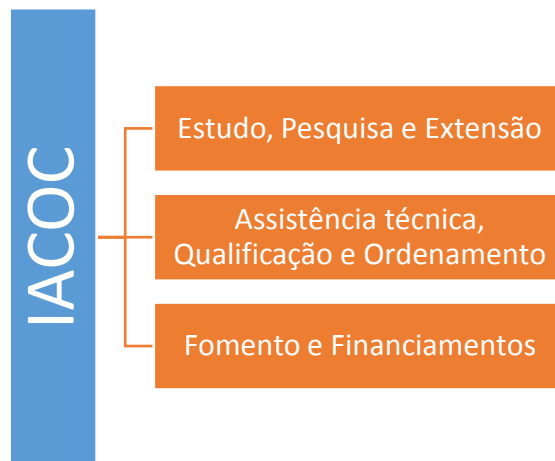 IACOC
Estudo, Pesquisa e Extensão
Assistência técnica,
Qualificação e Ordenamento
Fomento e Financiamentos